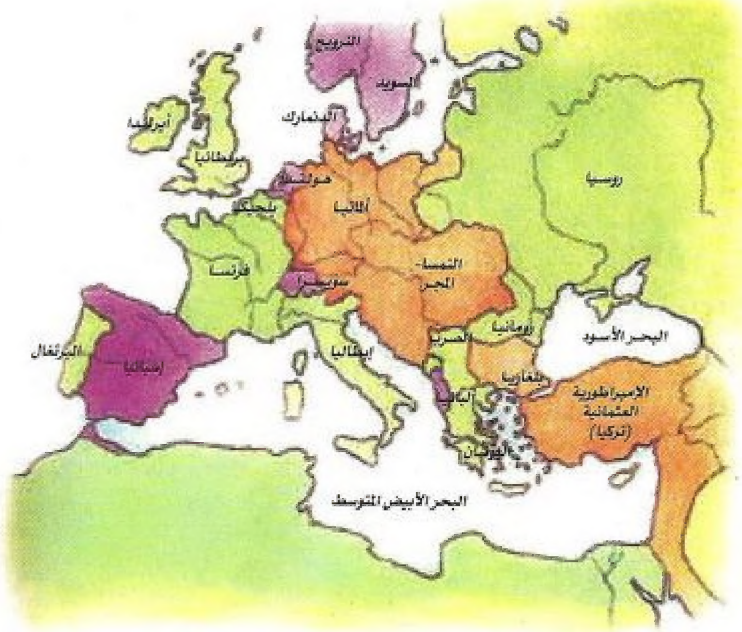 النرويج
السويد
الدنمارك
أيرلندا
بريطانيا
هولندا
بلجيكا
ألمانيا
روسيا
فرنسا
سويسرا
النمسا-
المجر
رومانيا
البحر الأسود
الصرب
إيطاليا
البرتغال
إسبانيا
بلغاريا
ألبانيا
الإمبراطورية
العثمانية
(تركيا)
اليونان
البحر الأبيض المتوسط